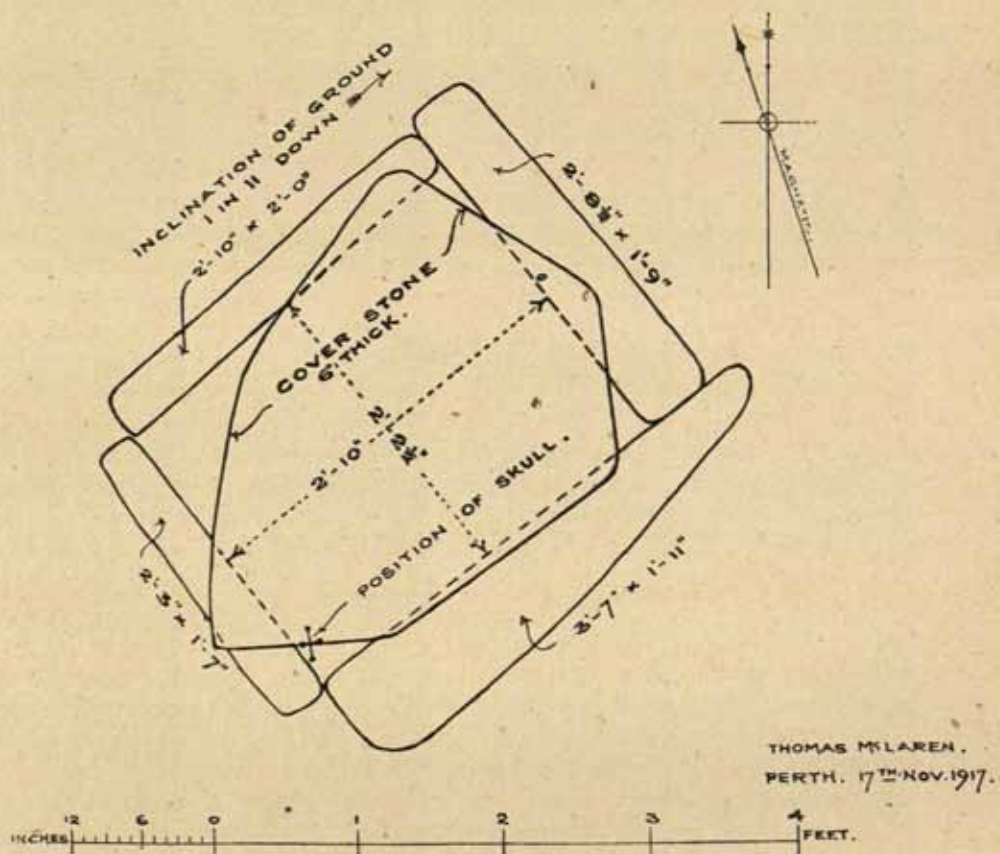 INCLINATION OF GROUND
1 IN 11 DOWN
2'-10" × 2'-0"
2'-8½" × 1'-9"
MAGNETIC.
COVER STONE
6" THICK.
2'-10"
POSITION OF SKULL.
2'-3" × 1'-7"
3'-7" × 1'-11"
THOMAS McLAREN.
PERTH. 17TH NOV. 1917.
INCHES 12 6 0 1 2 3 4 FEET.